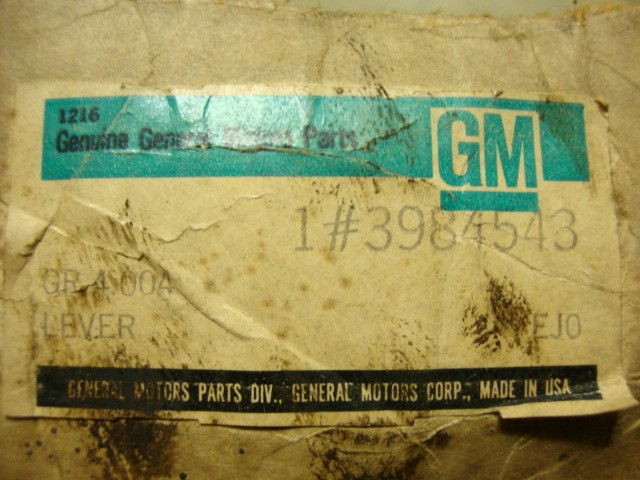 1216
Genuine General Motors Parts
GM
1#3984543
GR 4.004
LEVER EJ0
GENERAL MOTORS PARTS DIV., GENERAL MOTORS CORP., MADE IN USA